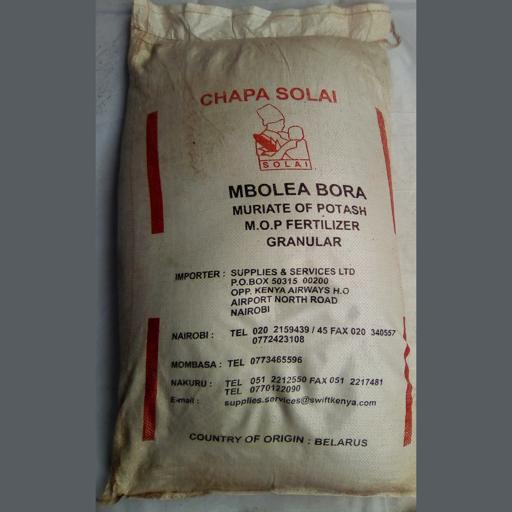 CHAPA SOLAI
SOLAI
MBOLEA BORA
MURIATE OF POTASH
M.O.P FERTILIZER
GRANULAR
IMPORTER : SUPPLIES & SERVICES LTD
P.O.BOX 50315 00200
OPP. KENYA AIRWAYS H.O
AIRPORT NORTH ROAD
NAIROBI
NAIROBI : TEL 020 2159439 / 45 FAX 020 340557
0772423108
MOMBASA : TEL 0773465596
NAKURU : TEL 051 2212550 FAX 051 2217481
TEL 0770122090
E-mail : supplies.services@swiftkenya.com
COUNTRY OF ORIGIN : BELARUS